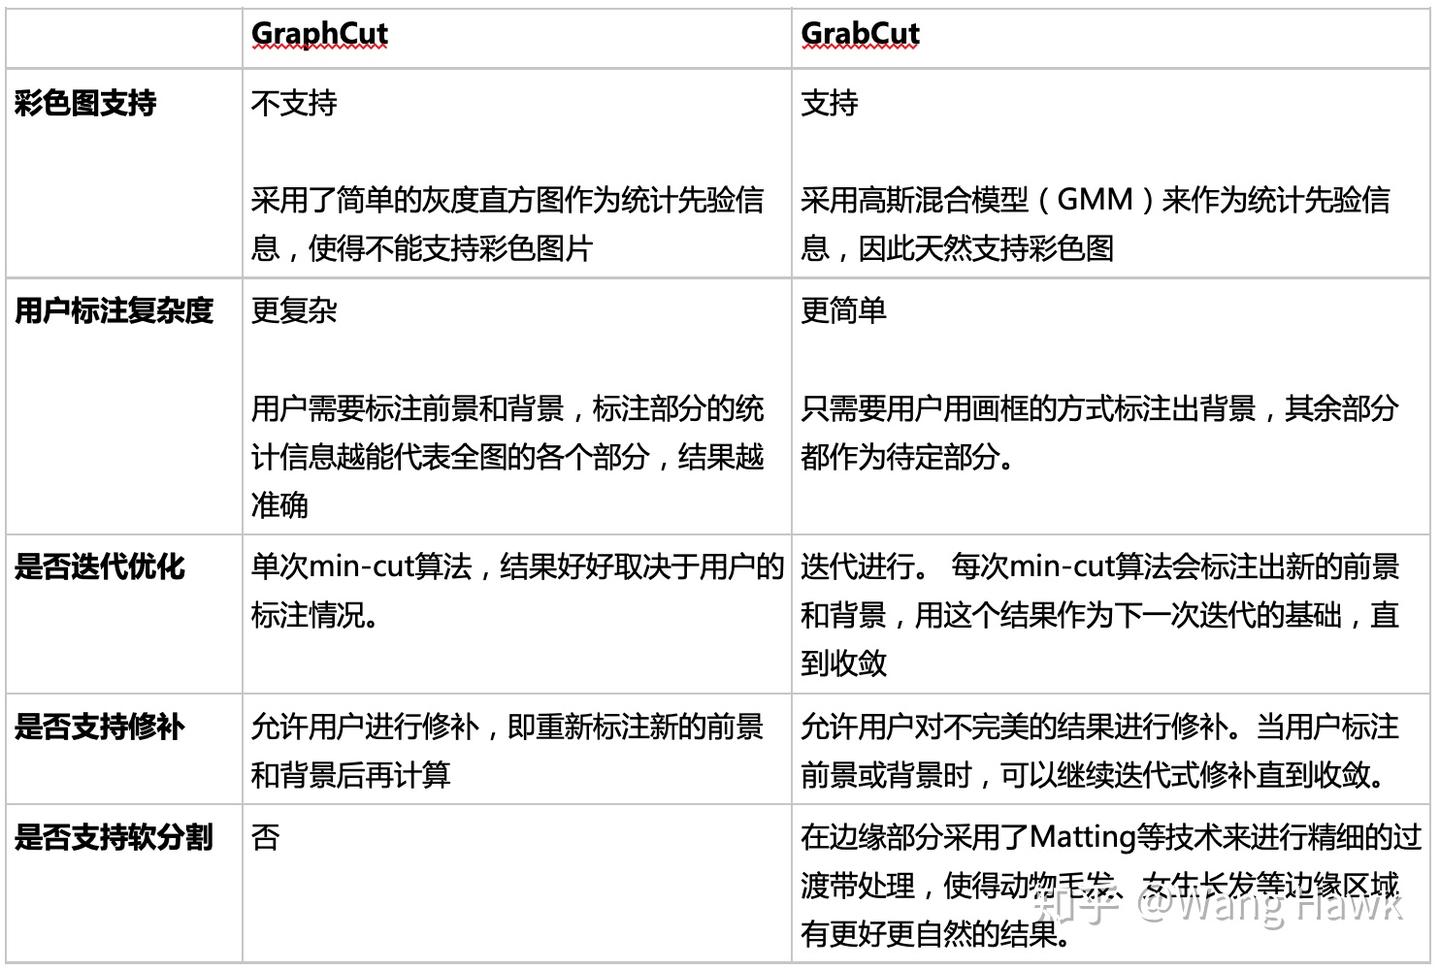 GraphCut
GrabCut
彩色图支持
不支持
采用了简单的灰度直方图作为统计先验信
息，使得不能支持彩色图片
支持
采用高斯混合模型（GMM）来作为统计先验信
息，因此天然支持彩色图
用户标注复杂度
更复杂
用户需要标注前景和背景，标注部分的统
计信息越能代表全图的各个部分，结果越
准确
更简单
只需要用户用画框的方式标注出背景，其余部分
都作为待定部分。
是否迭代优化
单次min-cut算法，结果好好取决于用户的
标注情况。
迭代进行。 每次min-cut算法会标注出新的前景
和背景，用这个结果作为下一次迭代的基础，直
到收敛
是否支持修补
允许用户进行修补，即重新标注新的前景
和背景后再计算
允许用户对不完美的结果进行修补。当用户标注
前景或背景时，可以继续迭代式修补直到收敛。
是否支持软分割
否
在边缘部分采用了Matting等技术来进行精细的过
渡带处理，使得动物毛发、女生长发等边缘区域
有更好更自然的结果。
知乎 @Wang Hawk